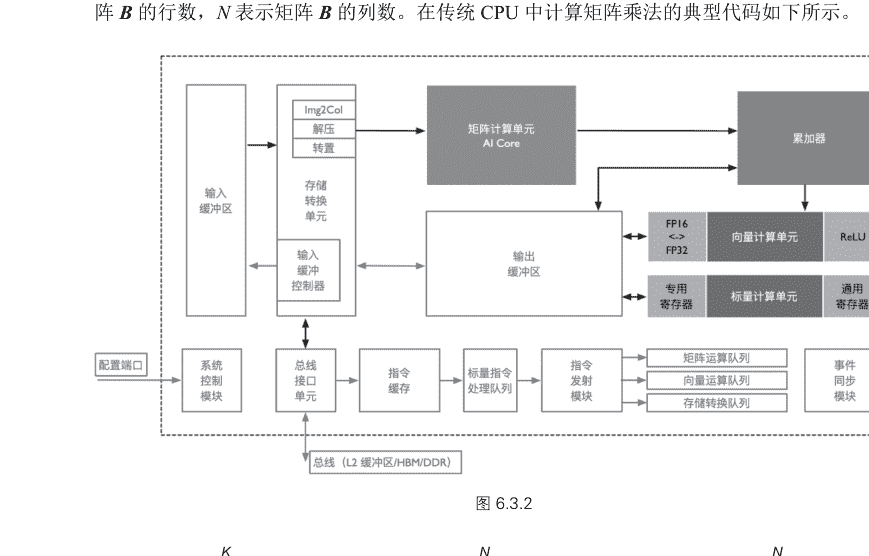 阵 B 的行数，N 表示矩阵 B 的列数。在传统 CPU 中计算矩阵乘法的典型代码如下所示。
Img2Col
解压
转置
存储
转换
单元
输入
缓冲区
输入
缓冲
控制器
矩阵计算单元
AI Core
累加器
输出
缓冲区
FP16
<->
FP32
向量计算单元
ReLU
专用
寄存器
标量计算单元
通用
寄存器
配置端口
系统
控制
模块
总线
接口
单元
指令
缓存
标量指令
处理队列
指令
发射
模块
矩阵运算队列
向量运算队列
存储转换队列
事件
同步
模块
总线（L2 缓冲区/HBM/DDR）
图 6.3.2
K
N
N